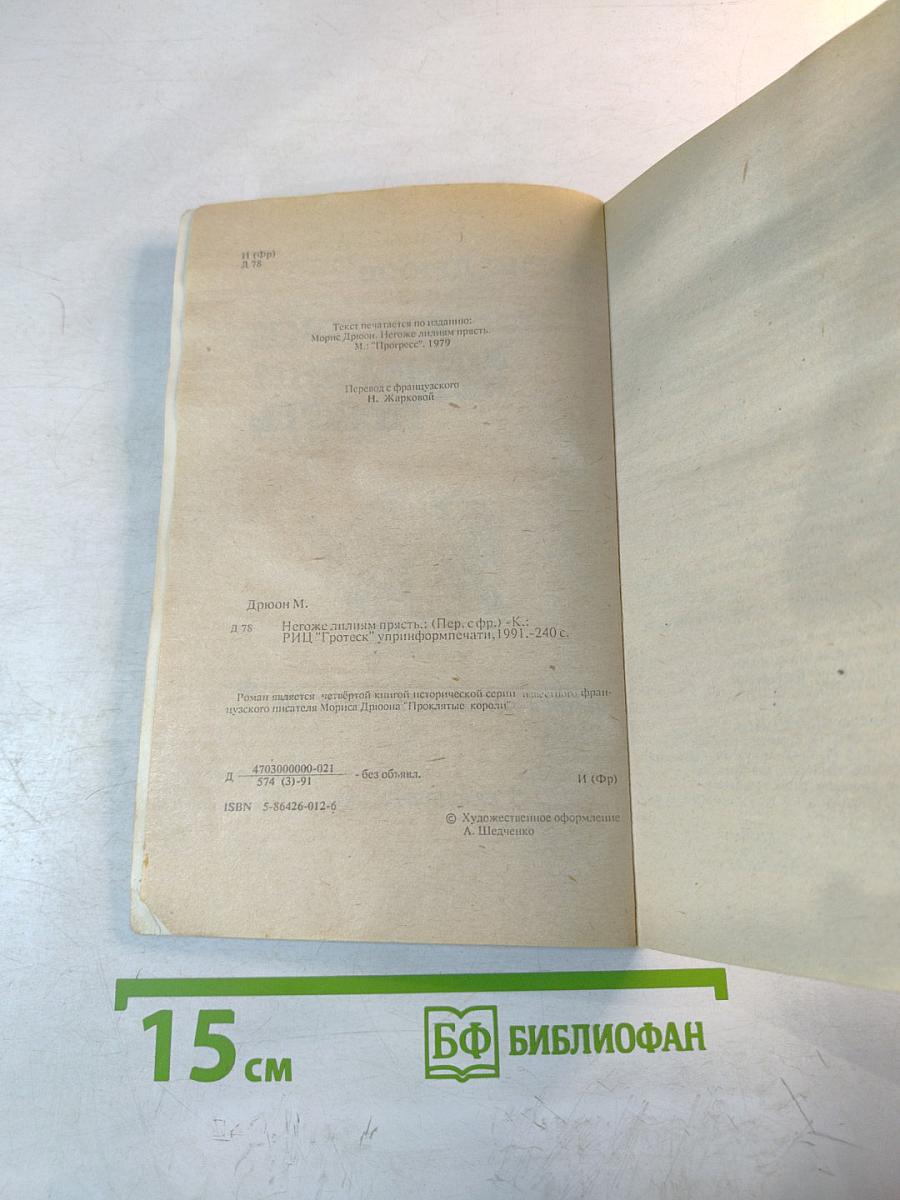 И (Фр)
Д 78
Текст печатается по изданию:
Морис Дрюон. Негоже лилиям прясть.
М.: "Прогресс". 1979
Перевод с французского
Н. Жарковой
Дрюон М.
Д 78 Негоже лилиям прясть.: (Пер. с фр.) -К.:
РИЦ "Гротеск" упринформпечати, 1991.-240 с.
Роман является четвёртой книгой исторической серии известного фран-
цузского писателя Мориса Дрюона "Проклятые короли"
Д 4703000000-021 - без объявл.
574 (3)-91
И (Фр)
ISBN 5-86426-012-6
© Художественное оформление
А. Шедченко
15 см
БФ БИБЛИОФАН